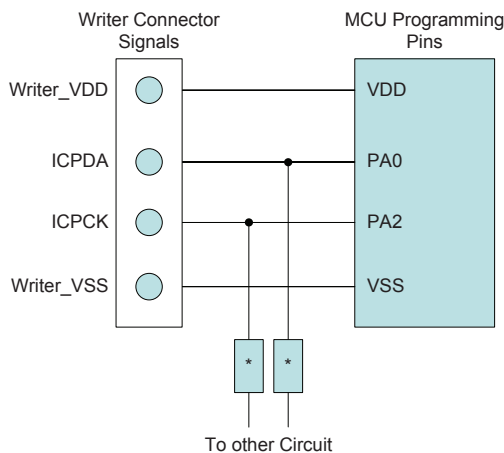 Writer Connector
Signals
MCU Programming
Pins
Writer_VDD
VDD
ICPDA
PA0
ICPCK
PA2
Writer_VSS
VSS
*
*
To other Circuit